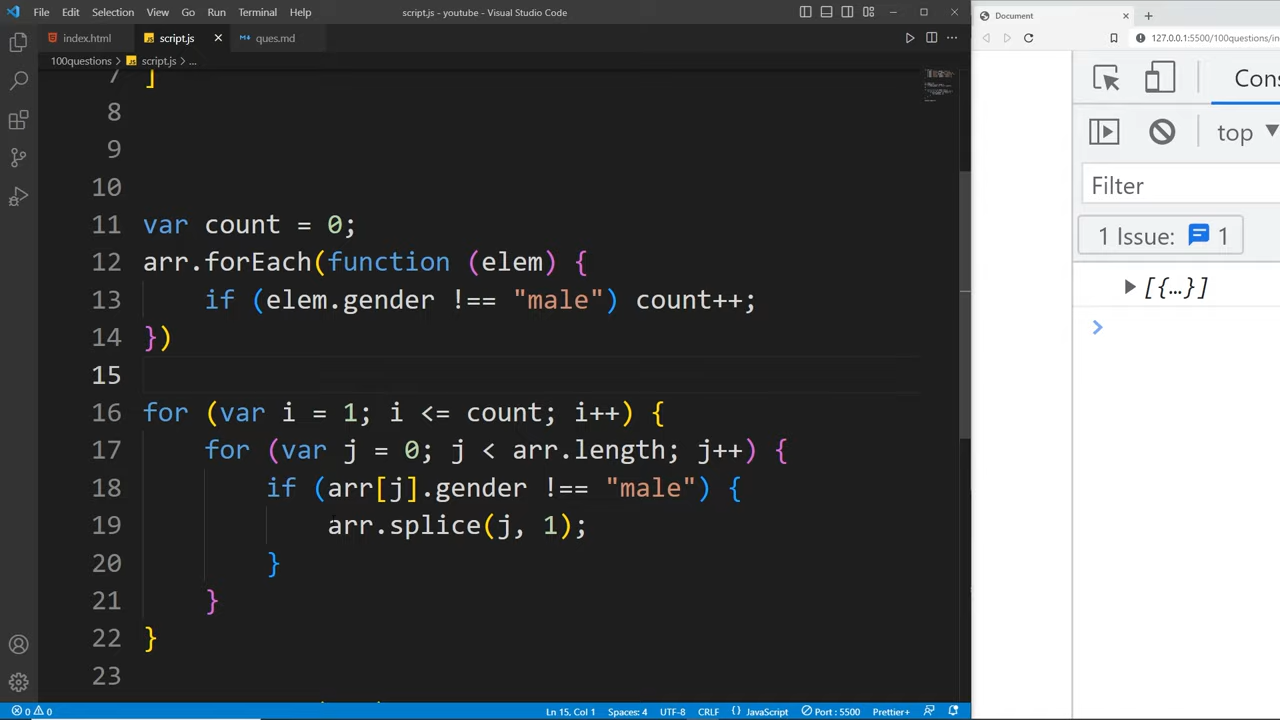 File Edit Selection View Go Run Terminal Help script.js - youtube - Visual Studio Code
Document
index.html script.js ques.md
127.0.0.1:5500/100questions/in
100questions > script.js > ...
7 ]
8
9
10
11 var count = 0;
12 arr.forEach(function (elem) {
13 if (elem.gender !== "male") count++;
14 })
15
16 for (var i = 1; i <= count; i++) {
17 for (var j = 0; j < arr.length; j++) {
18 if (arr[j].gender !== "male") {
19 arr.splice(j, 1);
20 }
21 }
22 }
23
Cons
top
Filter
1 Issue: 1
[{…}]
0 0 Ln 15, Col 1 Spaces: 4 UTF-8 CRLF JavaScript Port : 5500 Prettier+